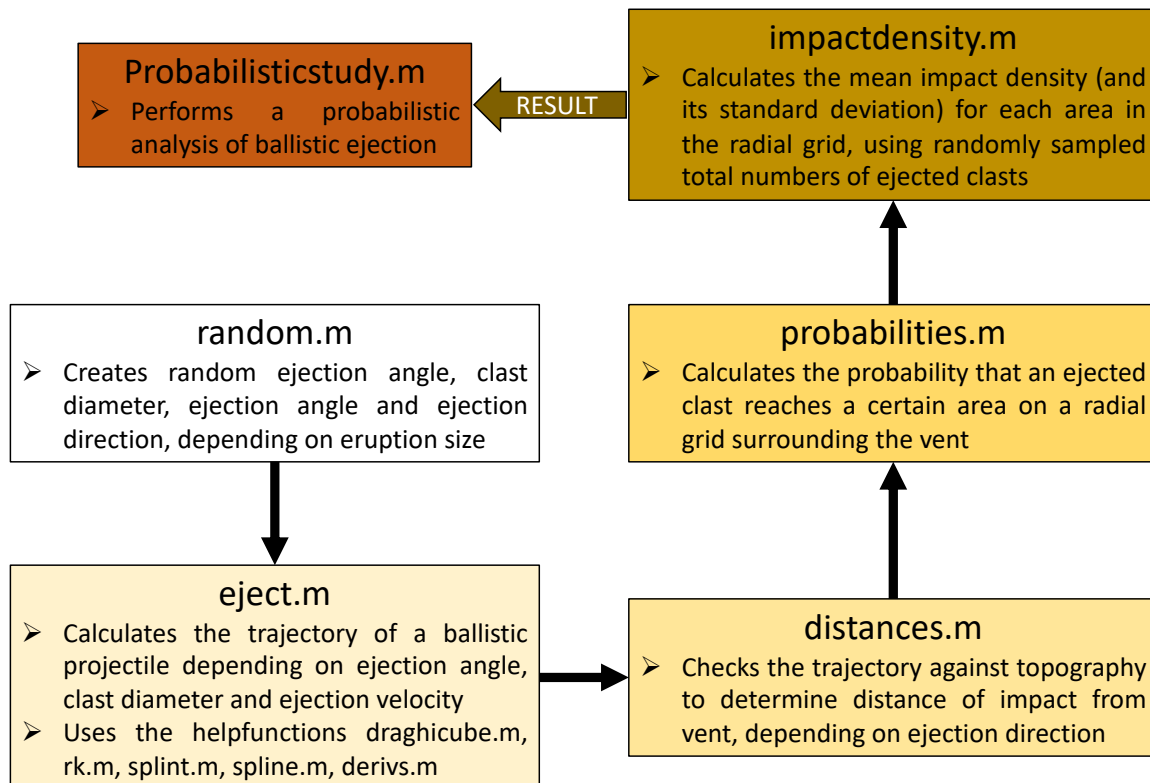 Probabilisticstudy.m
➢ Performs a probabilistic
analysis of ballistic ejection
RESULT
impactdensity.m
➢ Calculates the mean impact density (and
its standard deviation) for each area in
the radial grid, using randomly sampled
total numbers of ejected clasts
random.m
➢ Creates random ejection angle, clast
diameter, ejection angle and ejection
direction, depending on eruption size
probabilities.m
➢ Calculates the probability that an ejected
clast reaches a certain area on a radial
grid surrounding the vent
eject.m
➢ Calculates the trajectory of a ballistic
projectile depending on ejection angle,
clast diameter and ejection velocity
➢ Uses the helpfunctions draghicube.m,
rk.m, splint.m, spline.m, derivs.m
distances.m
➢ Checks the trajectory against topography
to determine distance of impact from
vent, depending on ejection direction